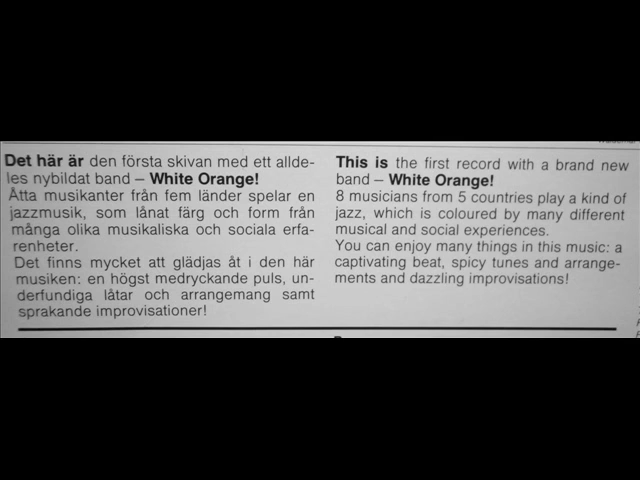 Det här är den första skivan med ett allde-
les nybildat band – White Orange!
Åtta musikanter från fem länder spelar en
jazzmusik, som lånat färg och form från
många olika musikaliska och sociala erfa-
renheter.
Det finns mycket att glädjas åt i den här
musiken: en högst medryckande puls, un-
derfundiga låtar och arrangemang samt
sprakande improvisationer!
This is the first record with a brand new
band – White Orange!
8 musicians from 5 countries play a kind of
jazz, which is coloured by many different
musical and social experiences.
You can enjoy many things in this music: a
captivating beat, spicy tunes and arrange-
ments and dazzling improvisations!